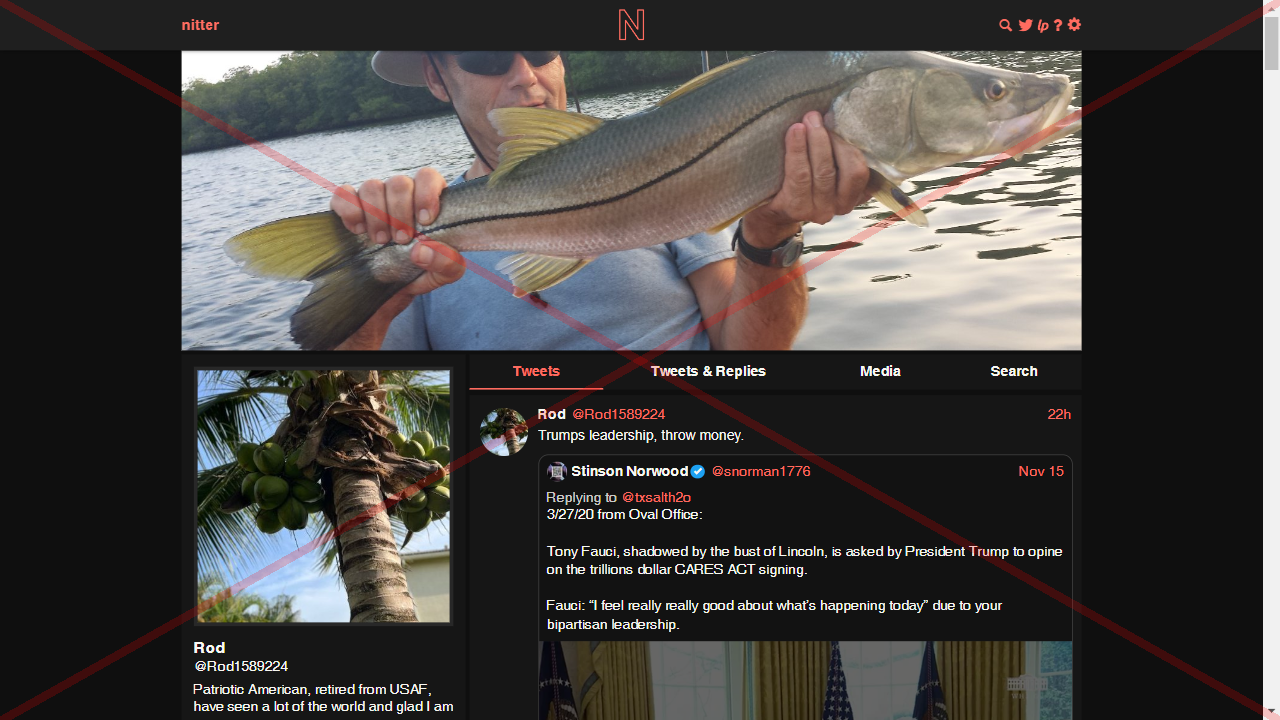 nitter
N
lp ?
Tweets
Tweets & Replies
Media
Search
Rod @Rod1589224 22h
Trumps leadership, throw money.
Stinson Norwood @snorman1776 Nov 15
Replying to @txsalth2o
3/27/20 from Oval Office:
Tony Fauci, shadowed by the bust of Lincoln, is asked by President Trump to opine
on the trillions dollar CARES ACT signing.
Fauci: “I feel really really good about what’s happening today” due to your
bipartisan leadership.
Rod
@Rod1589224
Patriotic American, retired from USAF,
have seen a lot of the world and glad I am